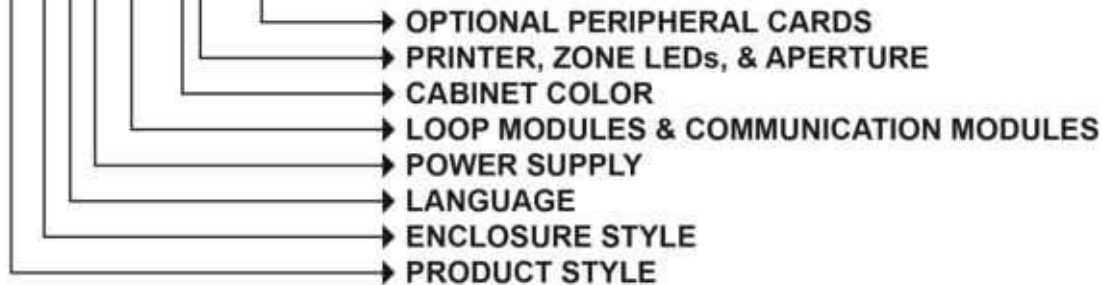 OPTIONAL PERIPHERAL CARDS
PRINTER, ZONE LEDs, & APERTURE
CABINET COLOR
LOOP MODULES & COMMUNICATION MODULES
POWER SUPPLY
LANGUAGE
ENCLOSURE STYLE
PRODUCT STYLE